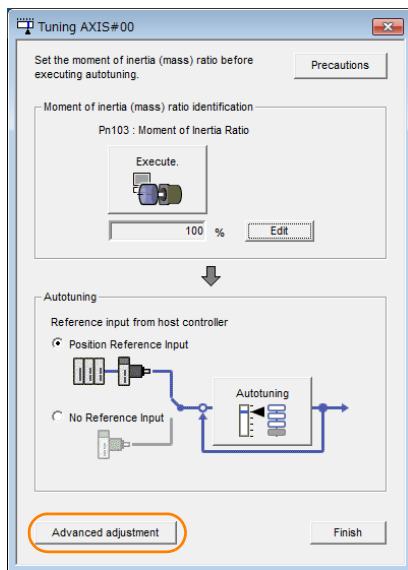 Tuning AXIS#00
Set the moment of inertia (mass) ratio before
executing autotuning.
Precautions
Moment of inertia (mass) ratio identification
Pn103 : Moment of Inertia Ratio
Execute.
100 %
Edit
Autotuning
Reference input from host controller
Position Reference Input
Autotuning
No Reference Input
Advanced adjustment
Finish